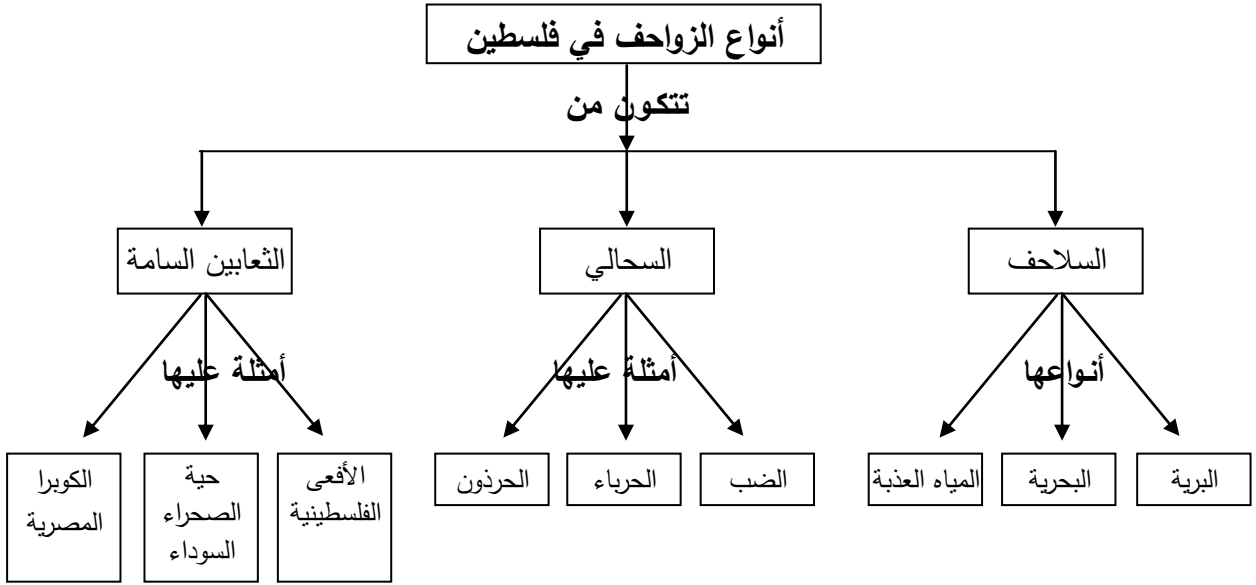 أنواع الزواحف في فلسطين
تتكون من
السلاحف
السحالي
الثعابين السامة
أنواعها
أمثلة عليها
أمثلة عليها
البرية
البحرية
المياه العذبة
الضب
الحرباء
الحرذون
الأفعى
الفلسطينية
حية
الصحراء
السوداء
الكوبرا
المصرية